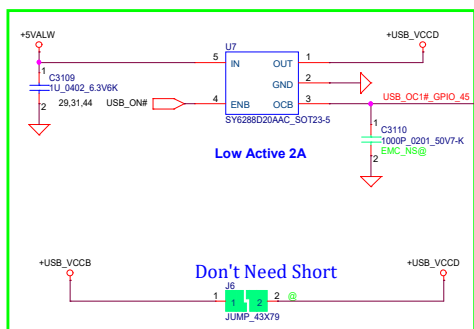 +5VALW
+USB_VCCD
U7
5 IN OUT 1
1
C3109
1U_0402_6.3V6K
2
GND 2
29,31,44 USB_ON# 4 ENB OCB 3 USB_OC1#_GPIO_45
SY6288D20AAC_SOT23-5
1
C3110
1000P_0201_50V7-K
EMC_NS@
2
Low Active 2A
+USB_VCCB
Don't Need Short
+USB_VCCD
J6
1 1 2 2 @
JUMP_43X79